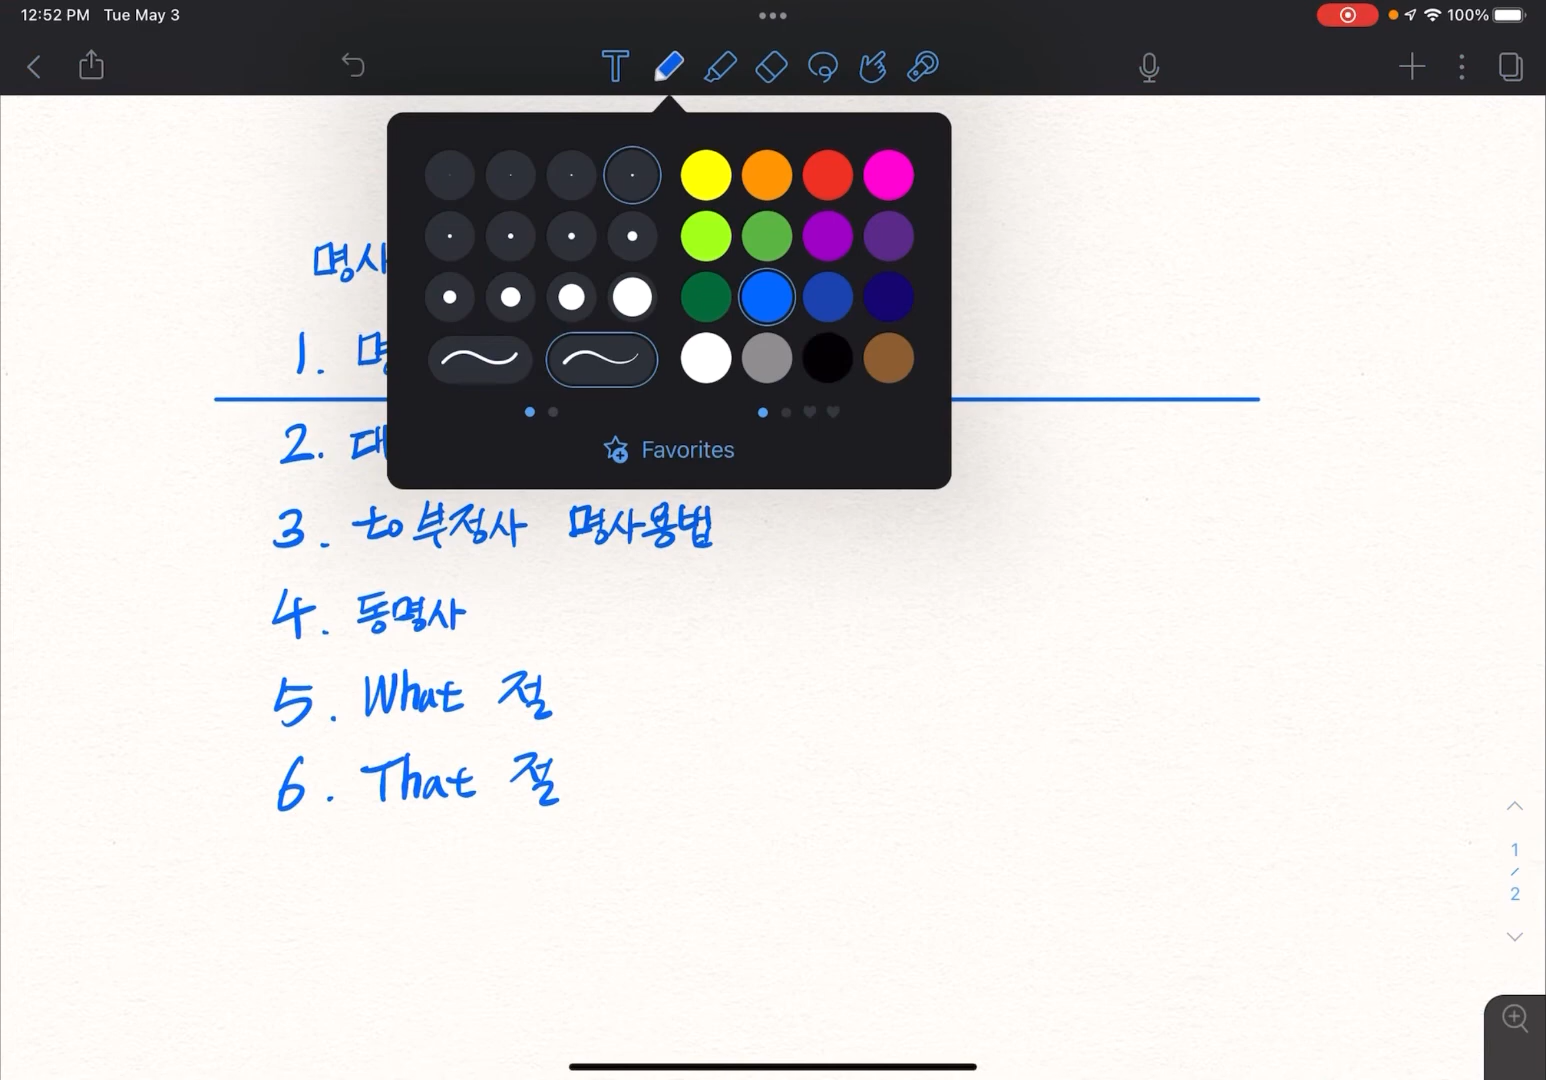 12:52 PM Tue May 3
100%
T
Favorites
명사
1.
2.
3. to부정사 명사용법
4. 동명사
5. What 절
6. That 절
1
/
2